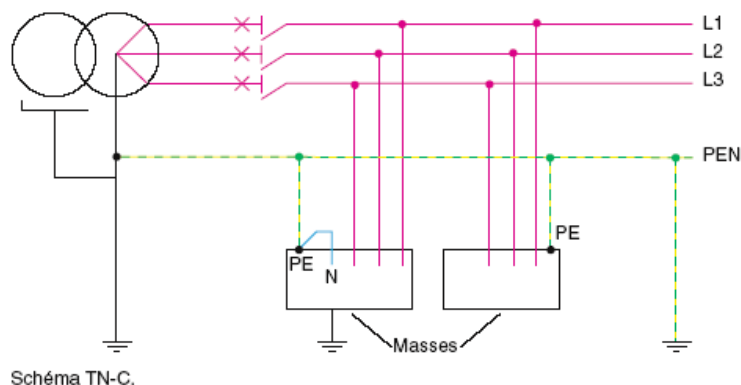 L1
L2
L3
PEN
PE
PE
N
Masses
Schéma TN-C.